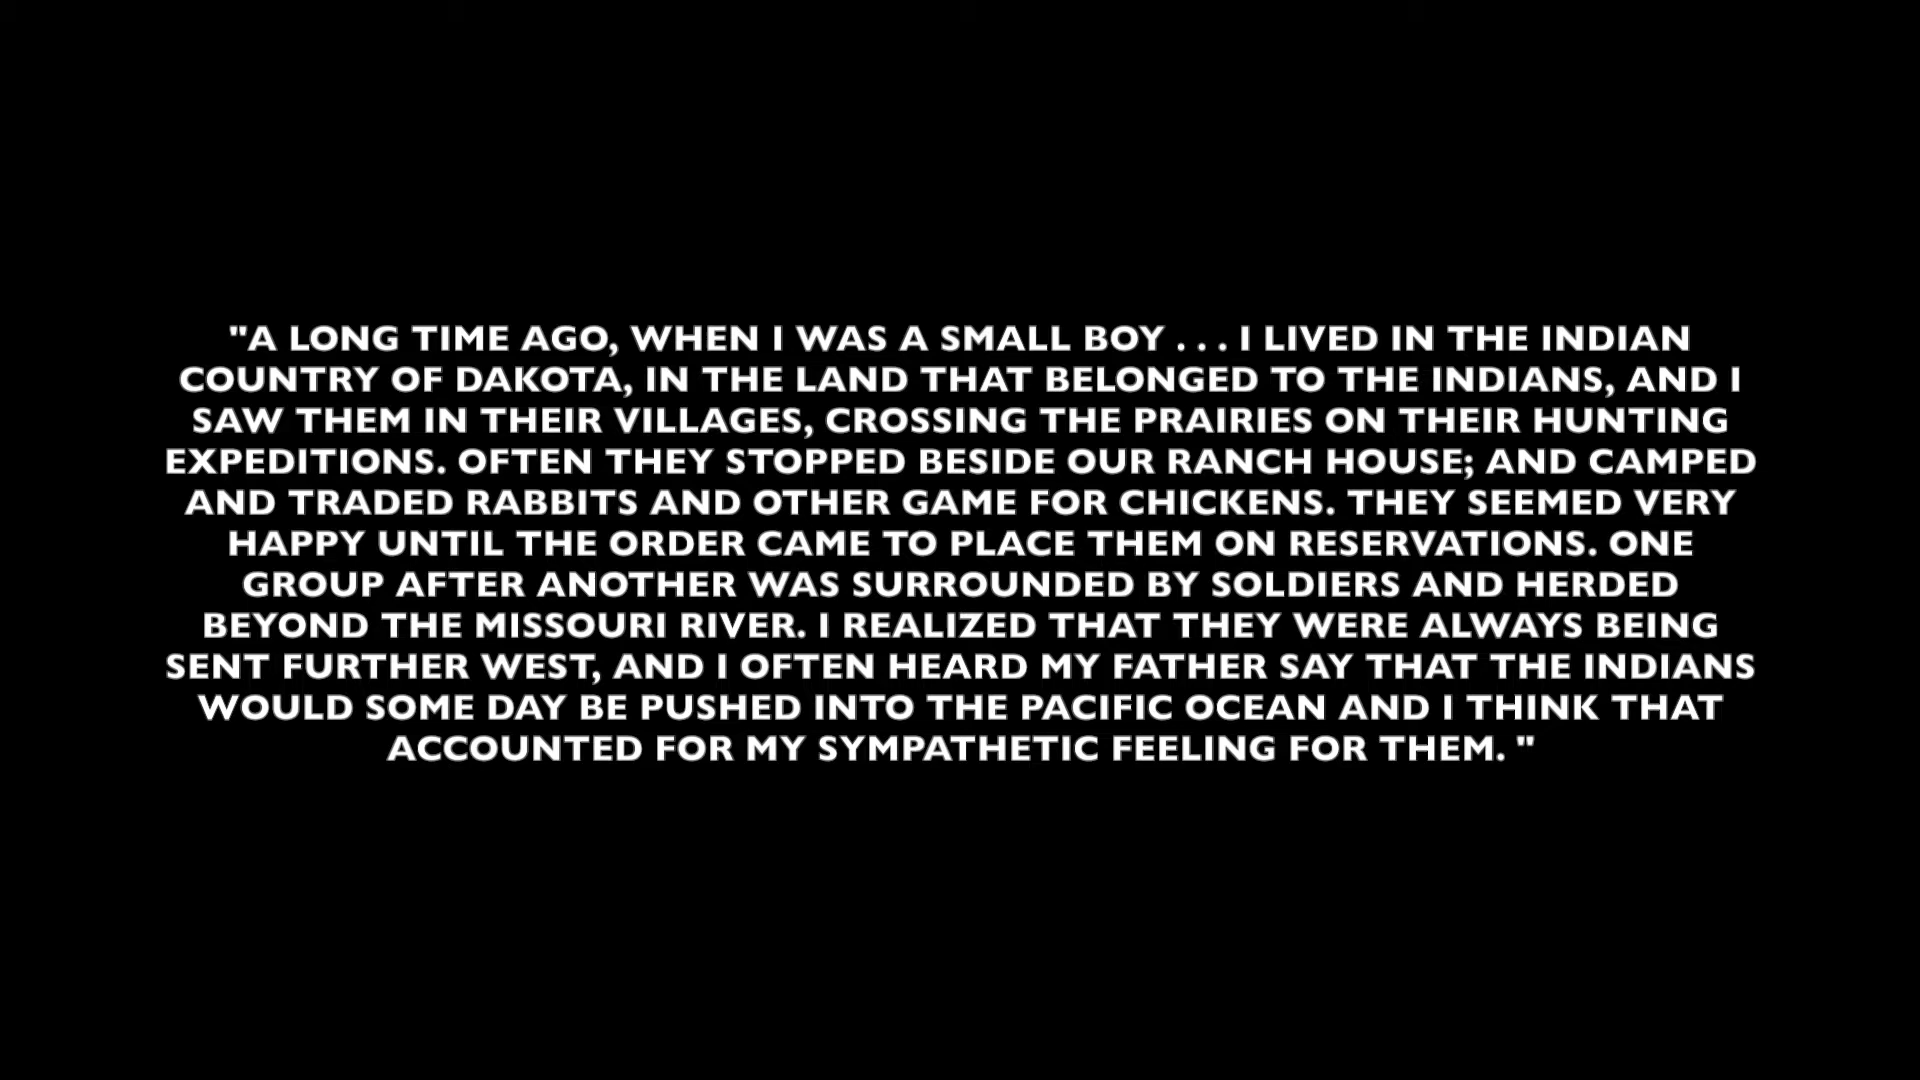 "A LONG TIME AGO, WHEN I WAS A SMALL BOY . . . I LIVED IN THE INDIAN
COUNTRY OF DAKOTA, IN THE LAND THAT BELONGED TO THE INDIANS, AND I
SAW THEM IN THEIR VILLAGES, CROSSING THE PRAIRIES ON THEIR HUNTING
EXPEDITIONS. OFTEN THEY STOPPED BESIDE OUR RANCH HOUSE; AND CAMPED
AND TRADED RABBITS AND OTHER GAME FOR CHICKENS. THEY SEEMED VERY
HAPPY UNTIL THE ORDER CAME TO PLACE THEM ON RESERVATIONS. ONE
GROUP AFTER ANOTHER WAS SURROUNDED BY SOLDIERS AND HERDED
BEYOND THE MISSOURI RIVER. I REALIZED THAT THEY WERE ALWAYS BEING
SENT FURTHER WEST, AND I OFTEN HEARD MY FATHER SAY THAT THE INDIANS
WOULD SOME DAY BE PUSHED INTO THE PACIFIC OCEAN AND I THINK THAT
ACCOUNTED FOR MY SYMPATHETIC FEELING FOR THEM. "